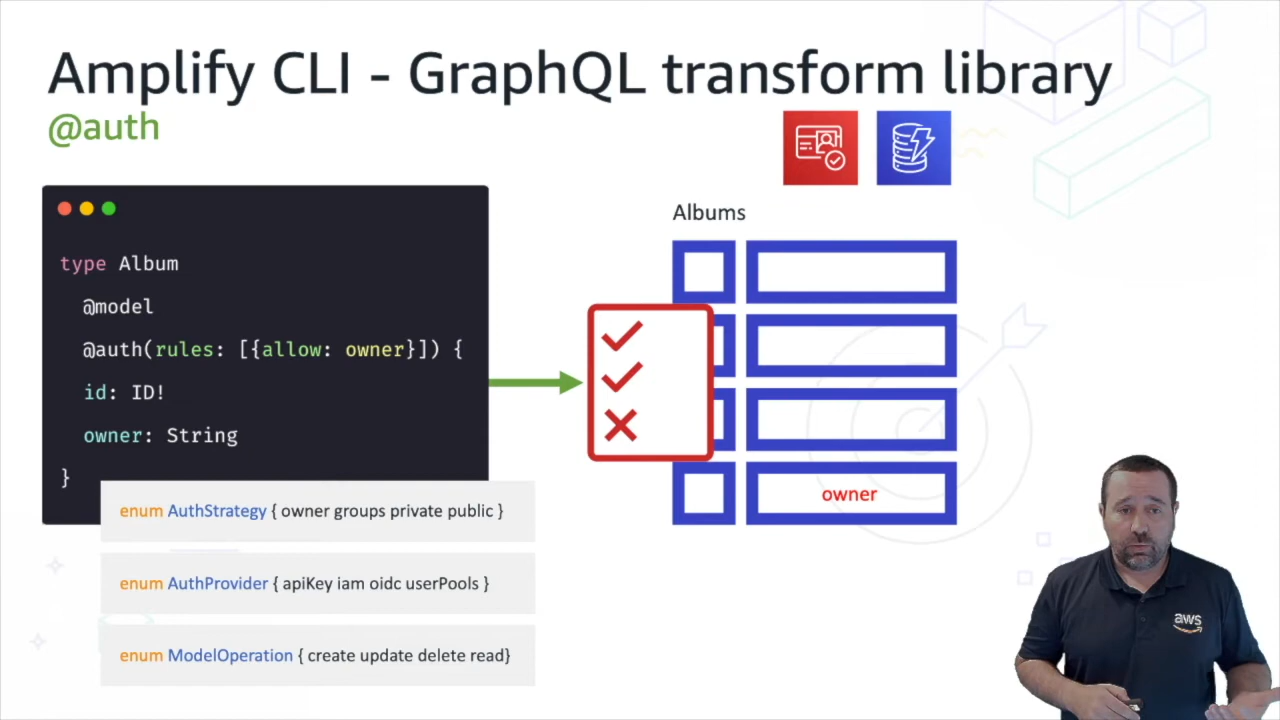 Amplify CLI - GraphQL transform library
@auth
type Album
@model
@auth(rules: [{allow: owner}]) {
id: ID!
owner: String
}
enum AuthStrategy { owner groups private public }
enum AuthProvider { apiKey iam oidc userPools }
enum ModelOperation { create update delete read}
Albums
owner
aws